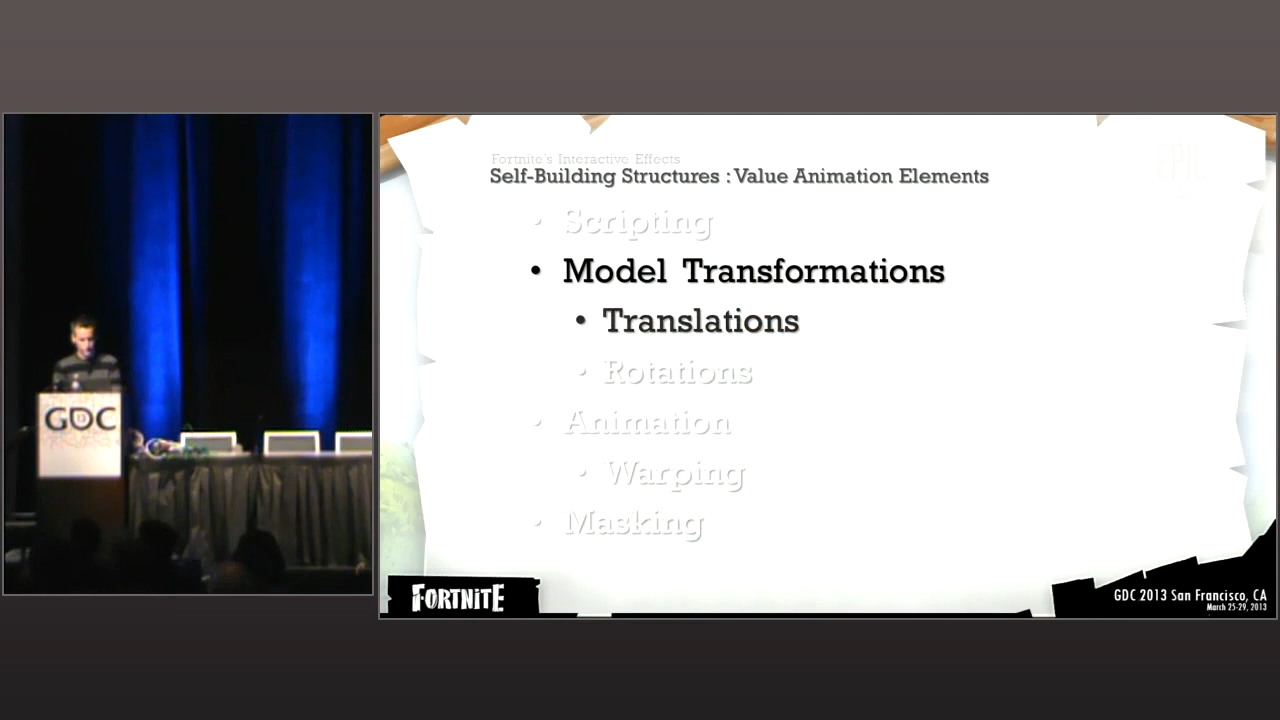 Fortnite's Interactive Effects
Self-Building Structures : Value Animation Elements
• Scripting
• Model Transformations
• Translations
• Rotations
• Animation
• Warping
• Masking
EPIC
GDC
FORTNITE
GDC 2013 San Francisco, CA
March 25-29, 2013